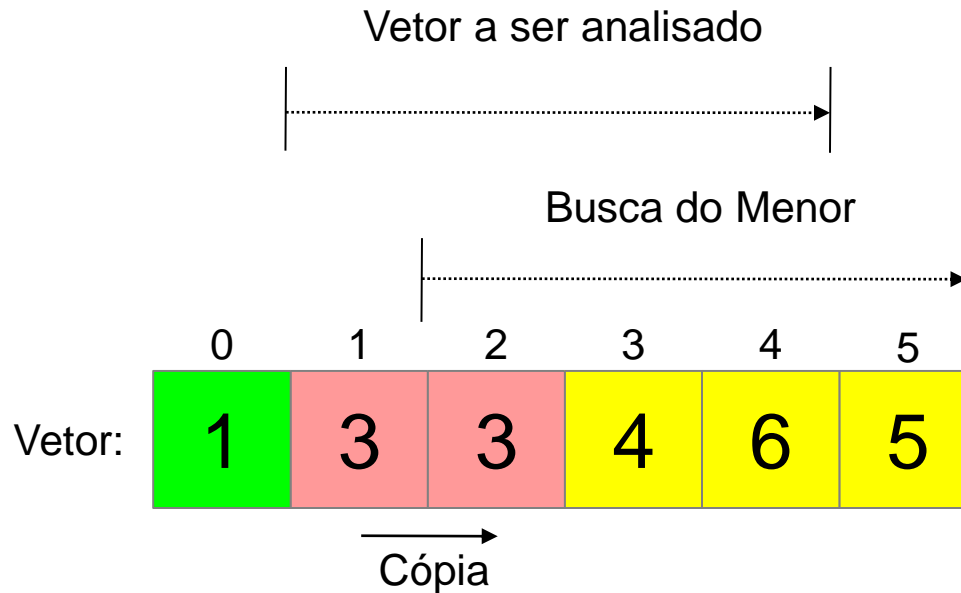 Vetor a ser analisado
Busca do Menor
0 1 2 3 4 5
Vetor: 1 3 3 4 6 5
Cópia